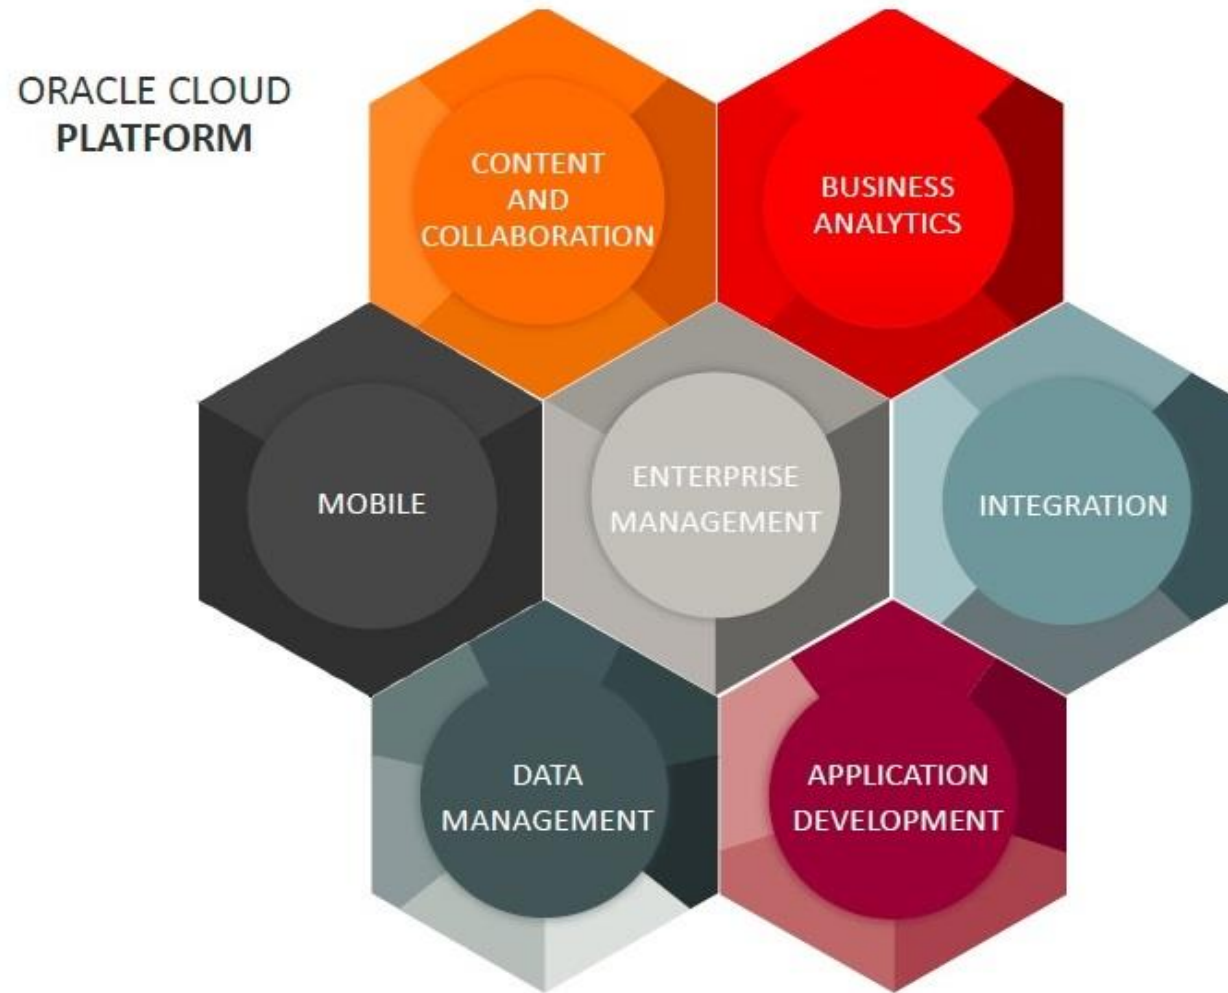 ORACLE CLOUD
PLATFORM
CONTENT
AND
COLLABORATION
BUSINESS
ANALYTICS
MOBILE
ENTERPRISE
MANAGEMENT
INTEGRATION
DATA
MANAGEMENT
APPLICATION
DEVELOPMENT